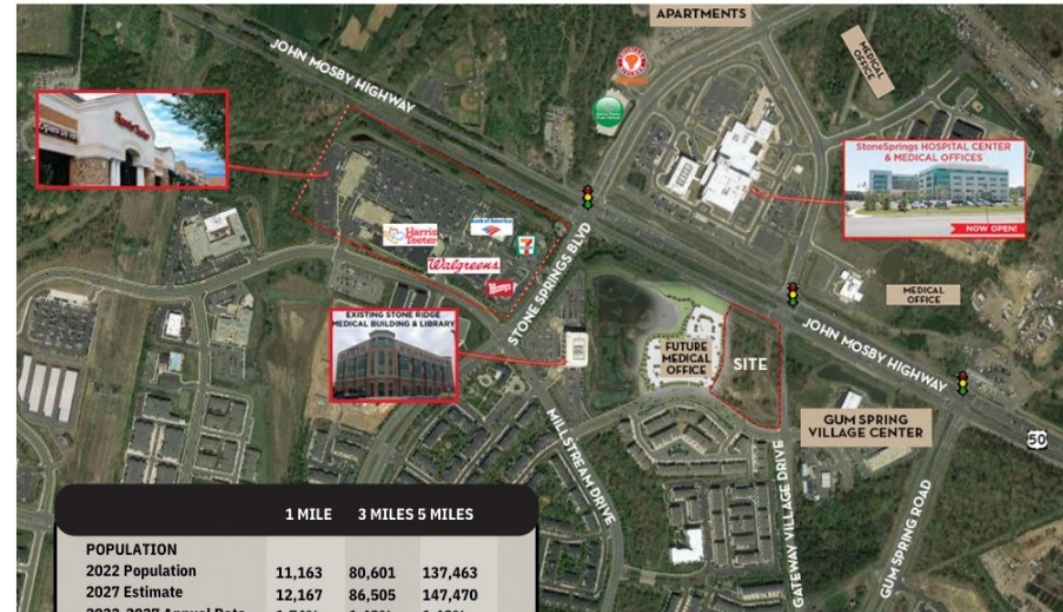 APARTMENTS
MEDICAL
OFFICE
JOHN MOSBY HIGHWAY
Harris Teeter
StoneSprings HOSPITAL CENTER
& MEDICAL OFFICES
NOW OPEN!
Harris
Teeter
Bank of America
Walgreens
Wendy's
STONE SPRINGS BLVD
EXISTING STONE RIDGE
MEDICAL BUILDING & LIBRARY
MEDICAL
OFFICE
FUTURE
MEDICAL
OFFICE
SITE
JOHN MOSBY HIGHWAY
GUM SPRING
VILLAGE CENTER
50
MILLSTREAM DRIVE
GATEWAY VILLAGE DRIVE
GUM SPRING ROAD
1 MILE 3 MILES 5 MILES
POPULATION
2022 Population 11,163 80,601 137,463
2027 Estimate 12,167 86,505 147,470